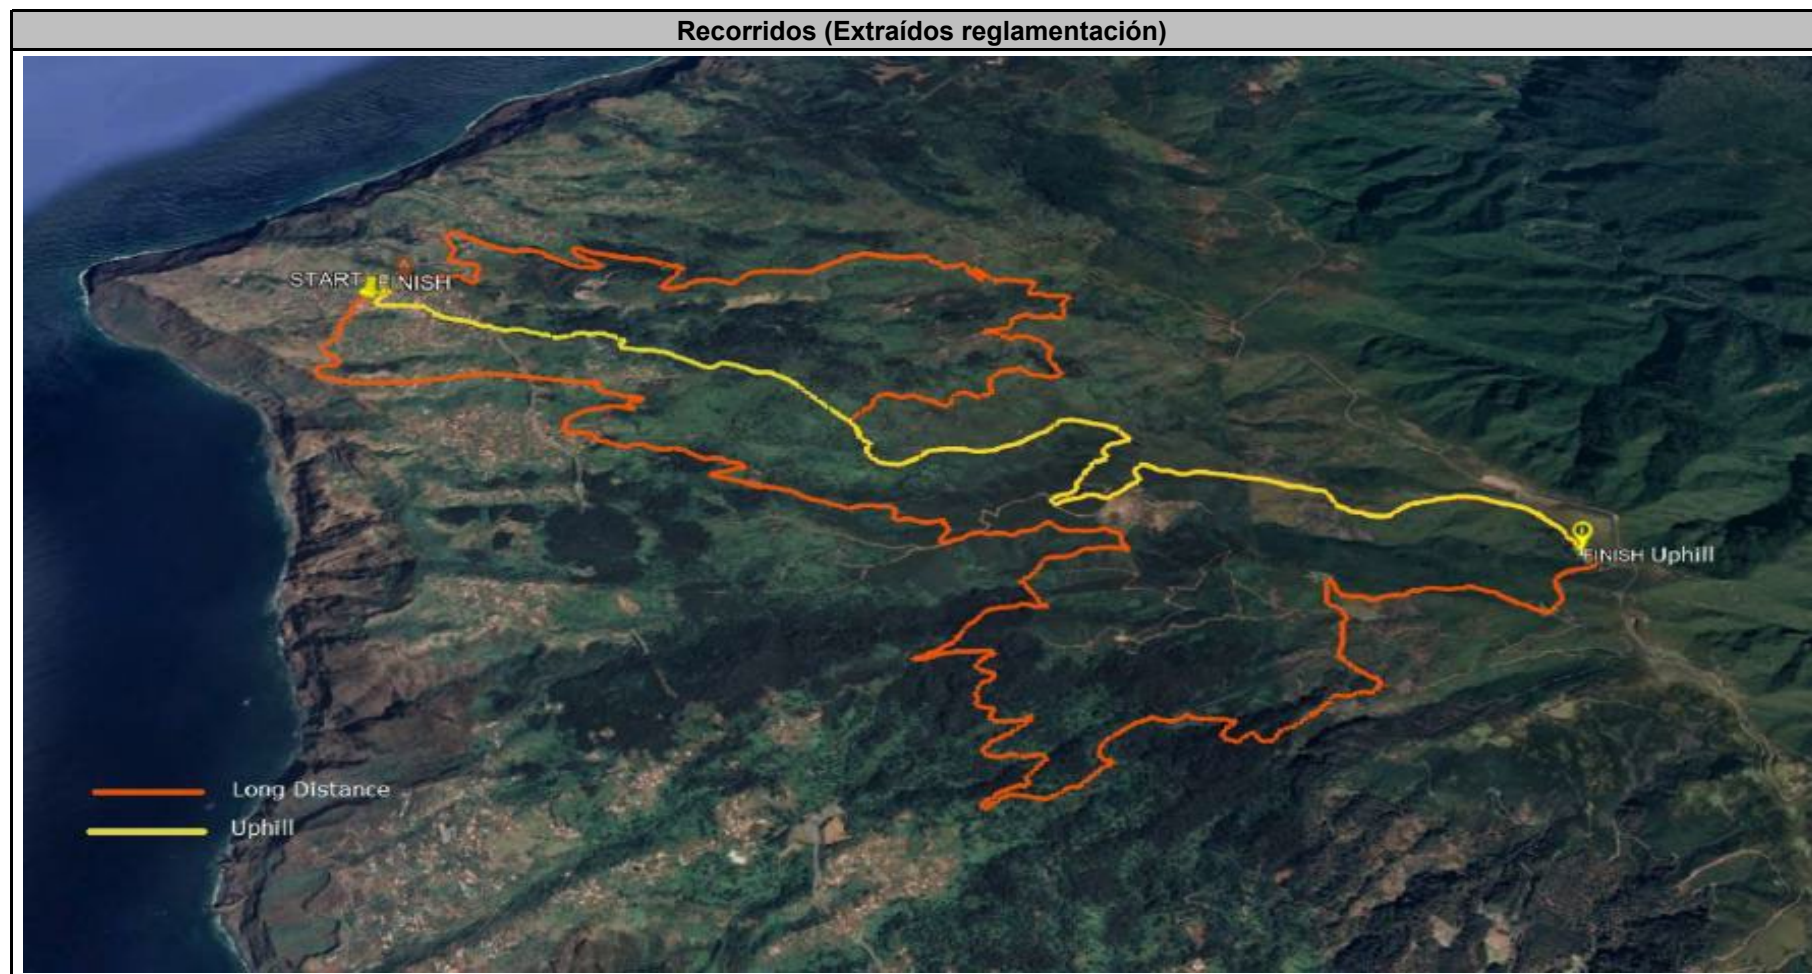 Recorridos (Extraídos reglamentación)
START FINISH
FINISH Uphill
Long Distance
Uphill